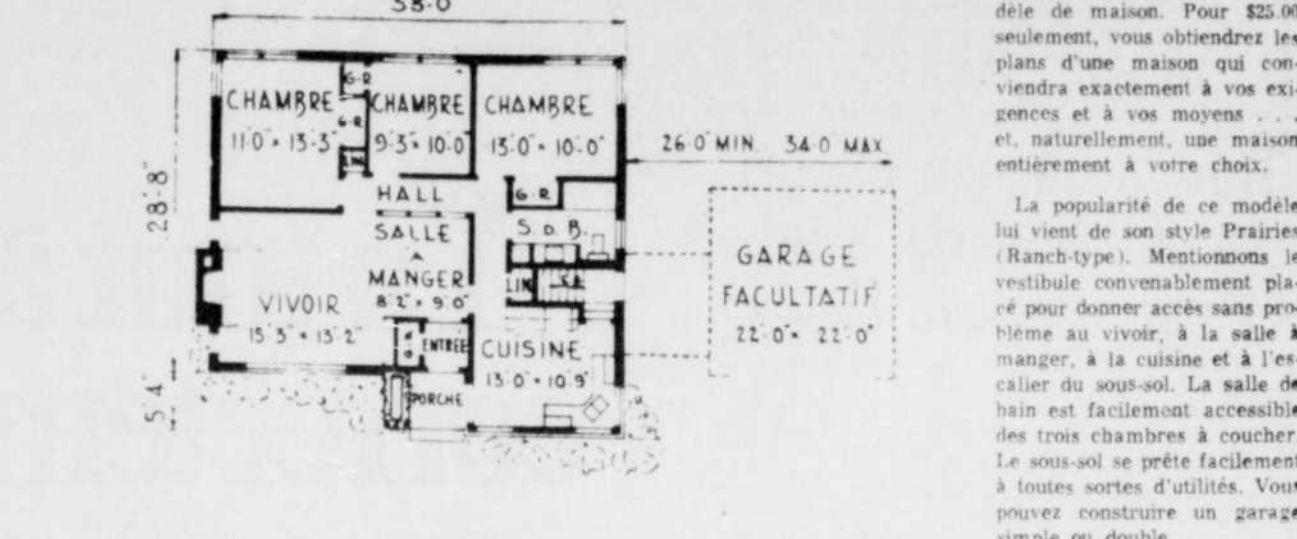 CHAMBRE
11'·0" × 13'·3"
G·R
G·R
LING
CHAMBRE
9'·3" × 10'·0"
CHAMBRE
13'·0" × 10'·0"
26'·0" MIN. 34'·0" MAX
28'·8"
HALL
G·R
S.D.B.
SALLE
A
MANGER
8'·2" × 9'·0"
LIN
GARAGE
FACULTATIF
22'·0" × 22'·0"
VIVOIR
15'·3" × 13'·2"
ENTRÉE
CUISINE
13'·0" × 10'·9"
5'·4"
PORCHE
dèle de maison. Pour $25.00
seulement, vous obtiendrez les
plans d'une maison qui con-
viendra exactement à vos exi-
gences et à vos moyens . . .
et, naturellement, une maison
entièrement à votre choix.
La popularité de ce modèle
lui vient de son style Prairies
(Ranch-type). Mentionnons le
vestibule convenablement pla-
cé pour donner accès sans pro-
blème au vivoir, à la salle à
manger, à la cuisine et à l'es-
calier du sous-sol. La salle de
bain est facilement accessible
des trois chambres à coucher.
Le sous-sol se prête facilement
à toutes sortes d'utilités. Vous
pouvez construire un garage
simple ou double.